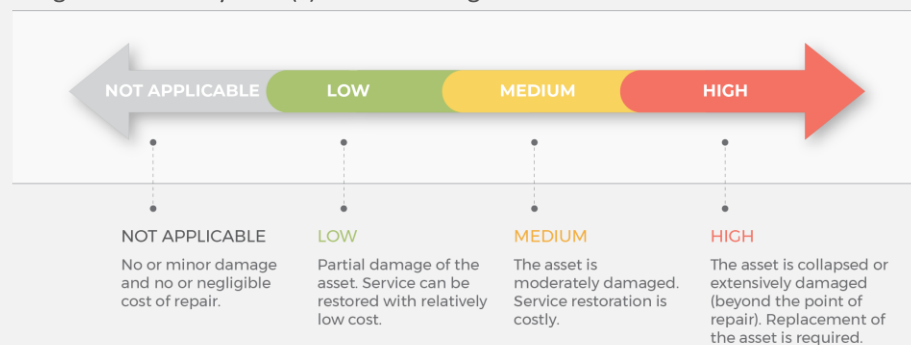 NOT APPLICABLE
LOW
MEDIUM
HIGH
NOT APPLICABLE
No or minor damage
and no or negligible
cost of repair.
LOW
Partial damage of the
asset. Service can be
restored with relatively
low cost.
MEDIUM
The asset is
moderately damaged.
Service restoration is
costly.
HIGH
The asset is collapsed or
extensively damaged
(beyond the point of
repair). Replacement of
the asset is required.